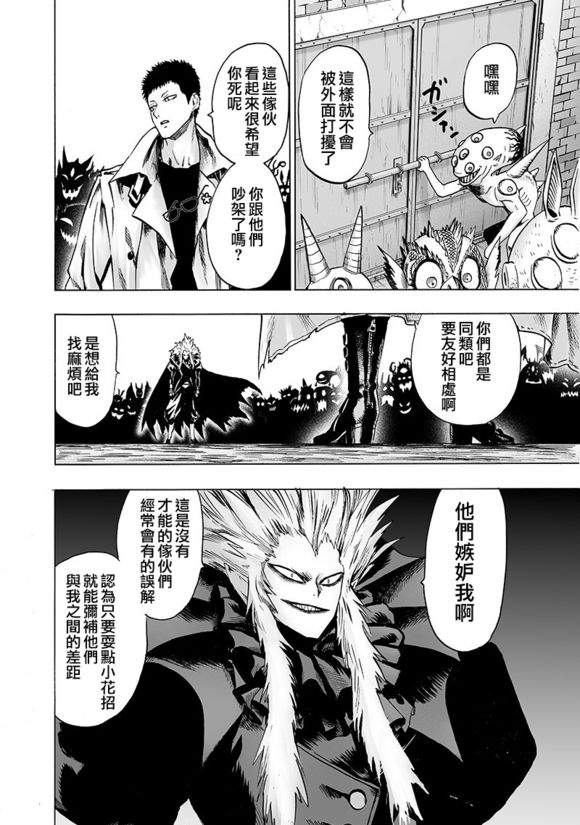 嘿嘿
這樣就不會
被外面打擾了
ガシャン
這些傢伙
看起來很希望
你死呢
你跟他們
吵架了嗎?
你們都是
同類吧
要友好相處啊
是想給我
找麻煩吧
他們嫉妒我啊
這是沒有
才能的傢伙們
經常會有的誤解
認為只要耍點小花招
就能彌補他們
與我之間的差距